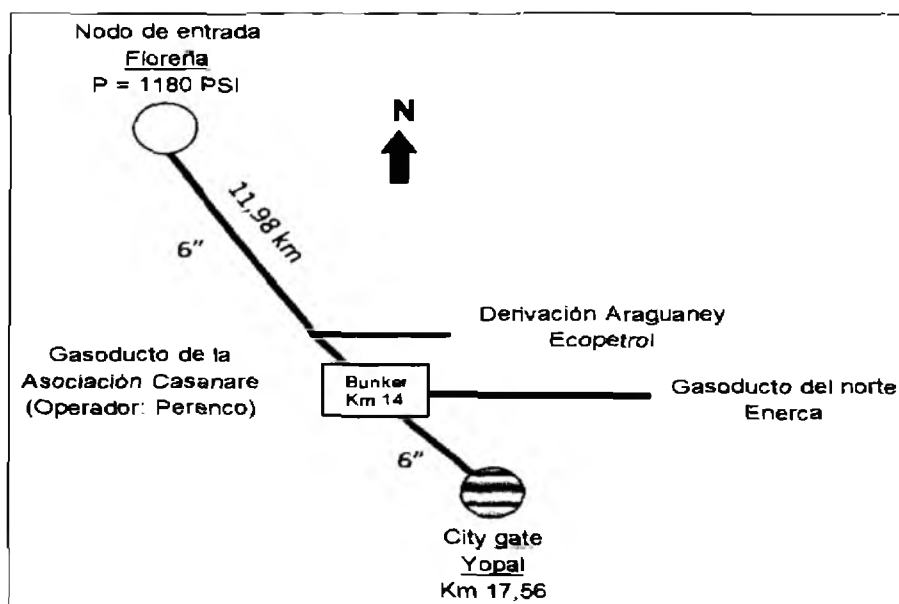 Nodo de entrada
Floreña
P = 1180 PSI
N
11,98 km
6"
Derivación Araguaney
Ecopetrol
Gasoducto de la
Asociación Casanare
(Operador: Perenco)
Bunker
Km 14
Gasoducto del norte
Enerca
6"
City gate
Yopal
Km 17,56